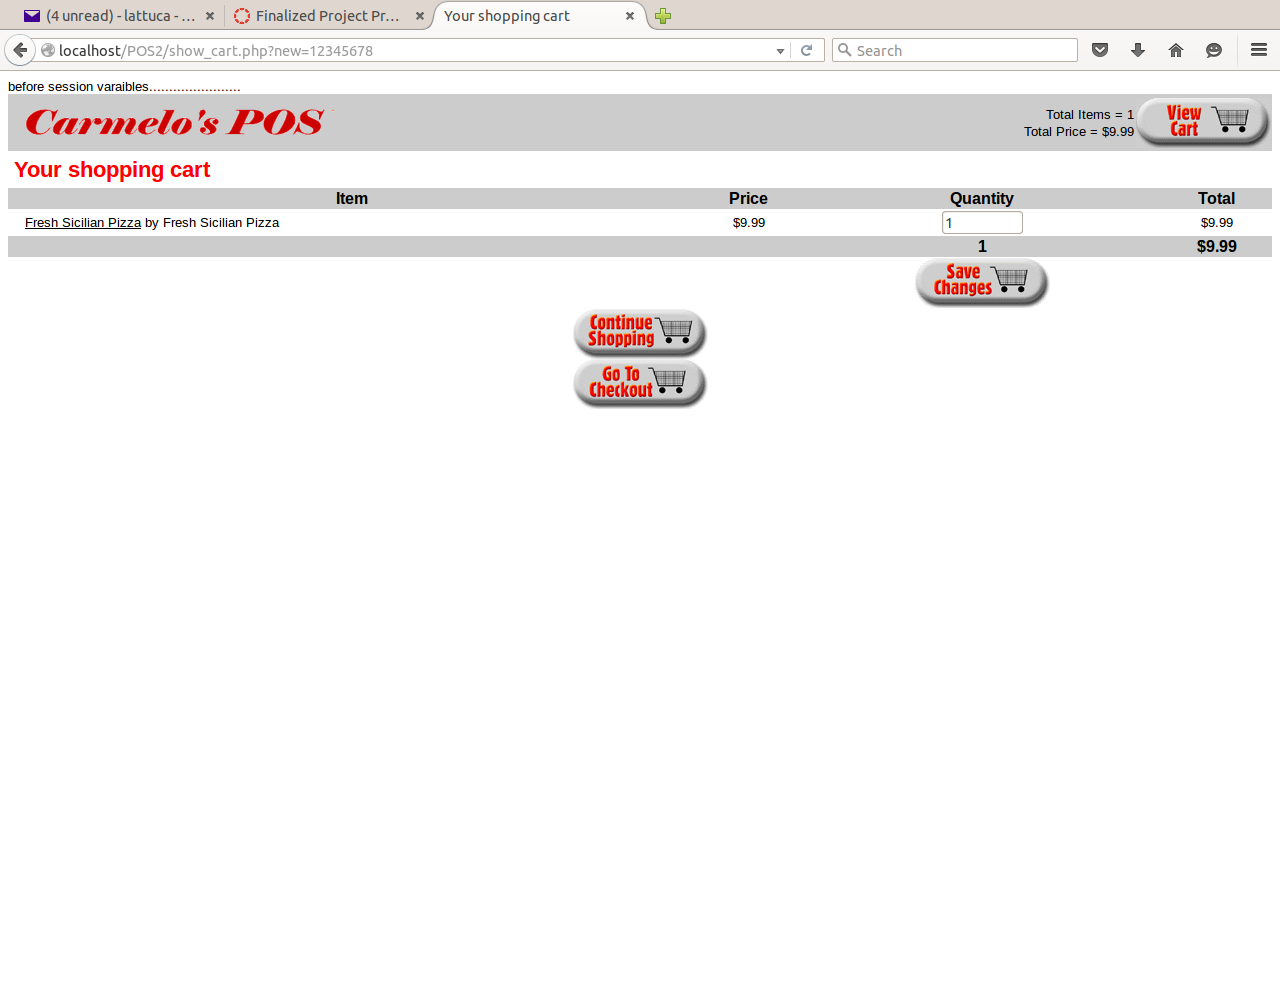 (4 unread) - lattuca - ...
Finalized Project Pr...
Your shopping cart
localhost/POS2/show_cart.php?new=12345678
Search
before session varaibles.......................
Carmelo's POS
Total Items = 1
Total Price = $9.99
View
Cart
Your shopping cart
Item Price Quantity Total
Fresh Sicilian Pizza by Fresh Sicilian Pizza $9.99 1 $9.99
1 $9.99
Save
Changes
Continue
Shopping
Go To
Checkout